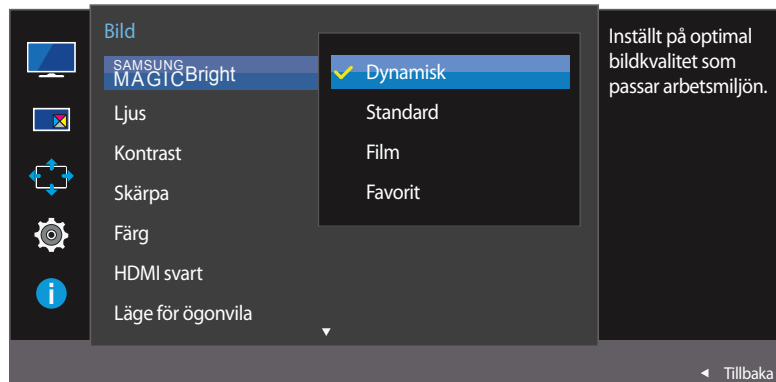 Bild
SAMSUNG
MAGICBright
Ljus
Kontrast
Skärpa
Färg
HDMI svart
Läge för ögonvila
Dynamisk
Standard
Film
Favorit
Inställt på optimal
bildkvalitet som
passar arbetsmiljön.
Tillbaka